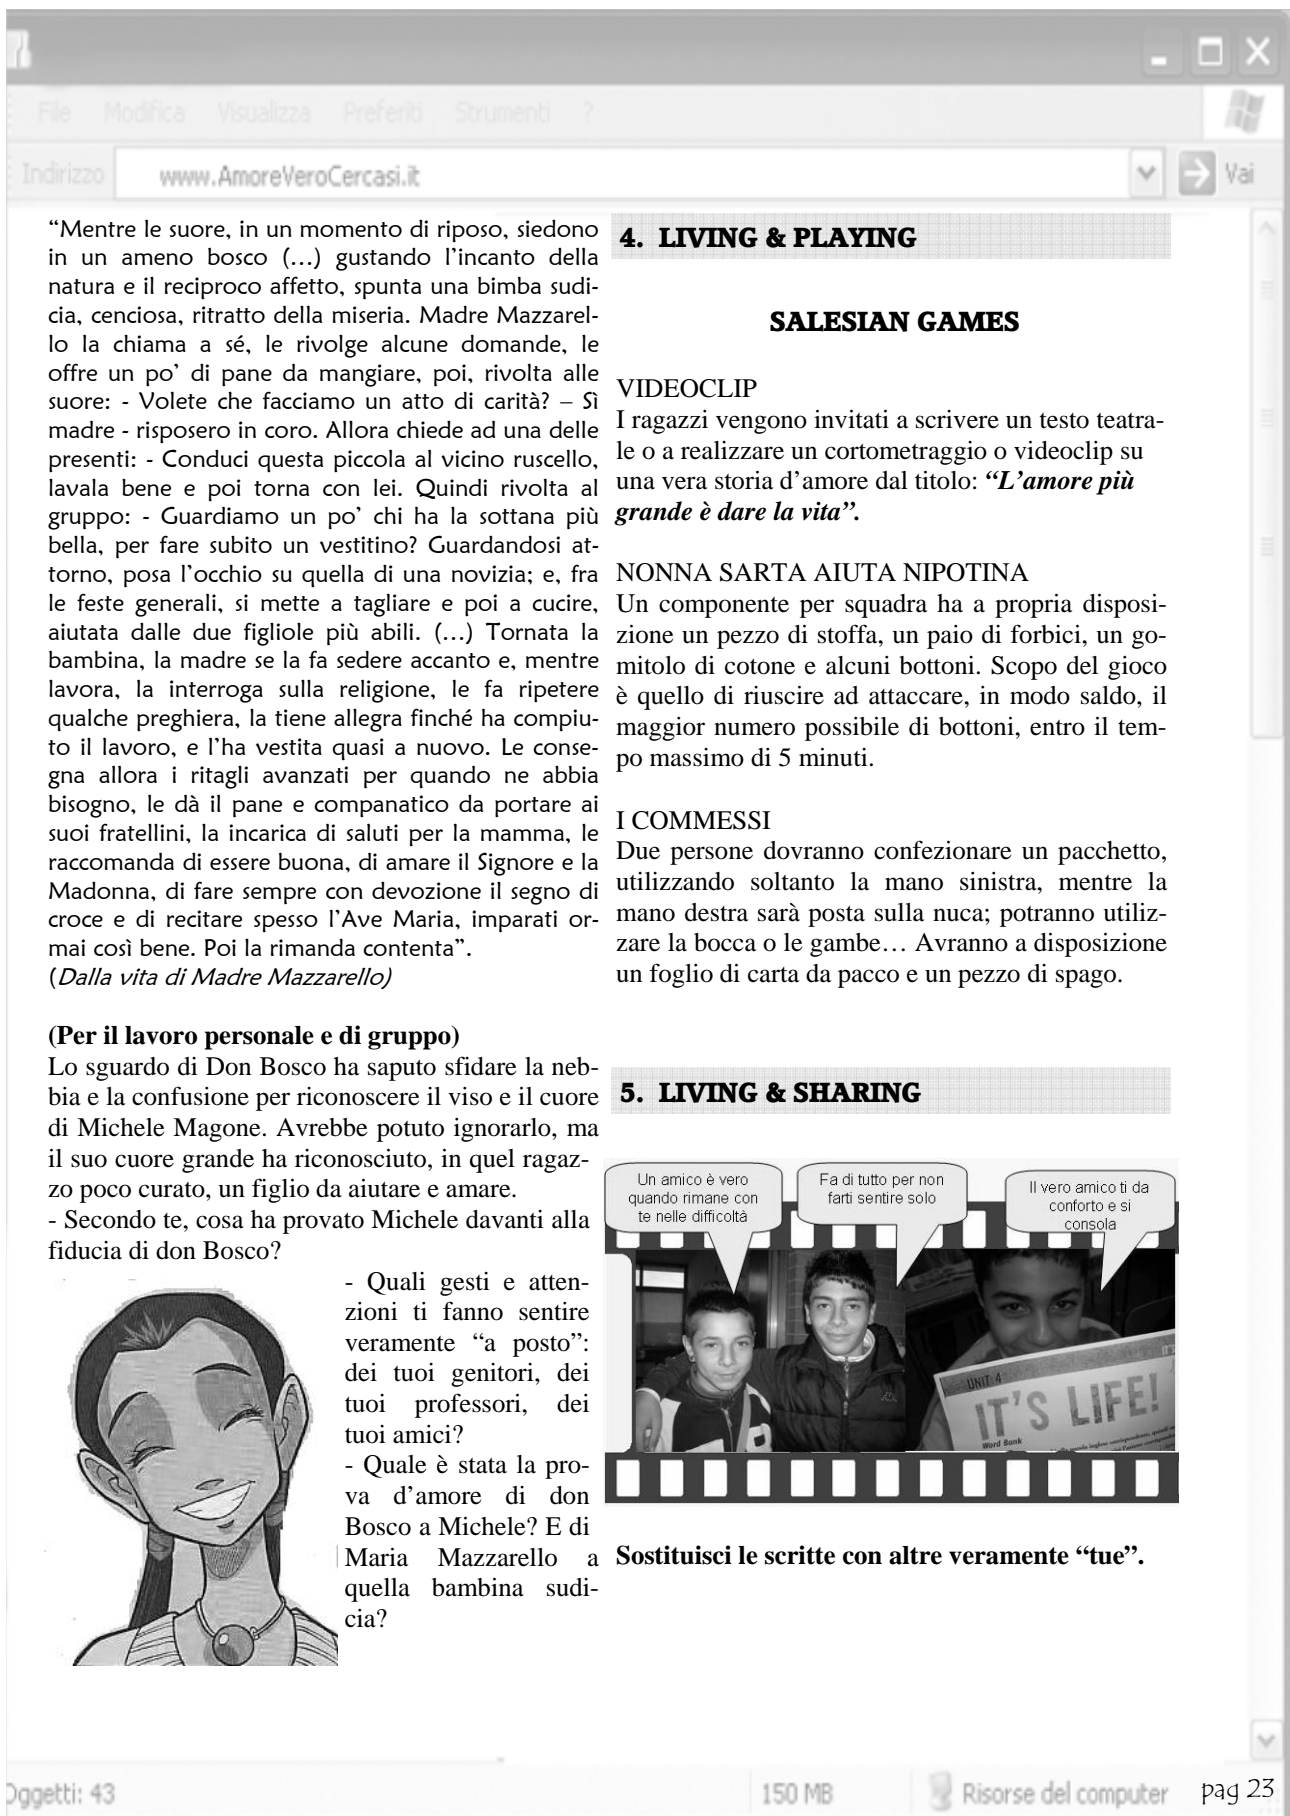 File Modifica Visualizza Preferiti Strumenti ?
Indirizzo www.AmoreVeroCercasi.it Vai
“Mentre le suore, in un momento di riposo, siedono
in un ameno bosco (…) gustando l’incanto della
natura e il reciproco affetto, spunta una bimba sudi-
cia, cenciosa, ritratto della miseria. Madre Mazzarel-
lo la chiama a sé, le rivolge alcune domande, le
offre un po’ di pane da mangiare, poi, rivolta alle
suore: - Volete che facciamo un atto di carità? – Sì
madre - risposero in coro. Allora chiede ad una delle
presenti: - Conduci questa piccola al vicino ruscello,
lavala bene e poi torna con lei. Quindi rivolta al
gruppo: - Guardiamo un po’ chi ha la sottana più
bella, per fare subito un vestitino? Guardandosi at-
torno, posa l’occhio su quella di una novizia; e, fra
le feste generali, si mette a tagliare e poi a cucire,
aiutata dalle due figliole più abili. (…) Tornata la
bambina, la madre se la fa sedere accanto e, mentre
lavora, la interroga sulla religione, le fa ripetere
qualche preghiera, la tiene allegra finché ha compiu-
to il lavoro, e l’ha vestita quasi a nuovo. Le conse-
gna allora i ritagli avanzati per quando ne abbia
bisogno, le dà il pane e companatico da portare ai
suoi fratellini, la incarica di saluti per la mamma, le
raccomanda di essere buona, di amare il Signore e la
Madonna, di fare sempre con devozione il segno di
croce e di recitare spesso l’Ave Maria, imparati or-
mai così bene. Poi la rimanda contenta”.
(Dalla vita di Madre Mazzarello)
(Per il lavoro personale e di gruppo)
Lo sguardo di Don Bosco ha saputo sfidare la neb-
bia e la confusione per riconoscere il viso e il cuore
di Michele Magone. Avrebbe potuto ignorarlo, ma
il suo cuore grande ha riconosciuto, in quel ragaz-
zo poco curato, un figlio da aiutare e amare.
- Secondo te, cosa ha provato Michele davanti alla
fiducia di don Bosco?
- Quali gesti e atten-
zioni ti fanno sentire
veramente “a posto”:
dei tuoi genitori, dei
tuoi professori, dei
tuoi amici?
- Quale è stata la pro-
va d’amore di don
Bosco a Michele? E di
Maria Mazzarello a
quella bambina sudi-
cia?
4. LIVING & PLAYING
SALESIAN GAMES
VIDEOCLIP
I ragazzi vengono invitati a scrivere un testo teatra-
le o a realizzare un cortometraggio o videoclip su
una vera storia d’amore dal titolo: “L’amore più
grande è dare la vita”.
NONNA SARTA AIUTA NIPOTINA
Un componente per squadra ha a propria disposi-
zione un pezzo di stoffa, un paio di forbici, un go-
mitolo di cotone e alcuni bottoni. Scopo del gioco
è quello di riuscire ad attaccare, in modo saldo, il
maggior numero possibile di bottoni, entro il tem-
po massimo di 5 minuti.
I COMMESSI
Due persone dovranno confezionare un pacchetto,
utilizzando soltanto la mano sinistra, mentre la
mano destra sarà posta sulla nuca; potranno utiliz-
zare la bocca o le gambe… Avranno a disposizione
un foglio di carta da pacco e un pezzo di spago.
5. LIVING & SHARING
Un amico è vero
quando rimane con
te nelle difficoltà
Fa di tutto per non
farti sentire solo
Il vero amico ti da
conforto e si
consola
UNIT 4
IT’S LIFE!
Word Bank
Sostituisci le scritte con altre veramente “tue”.
Oggetti: 43 150 MB Risorse del computer pag 23